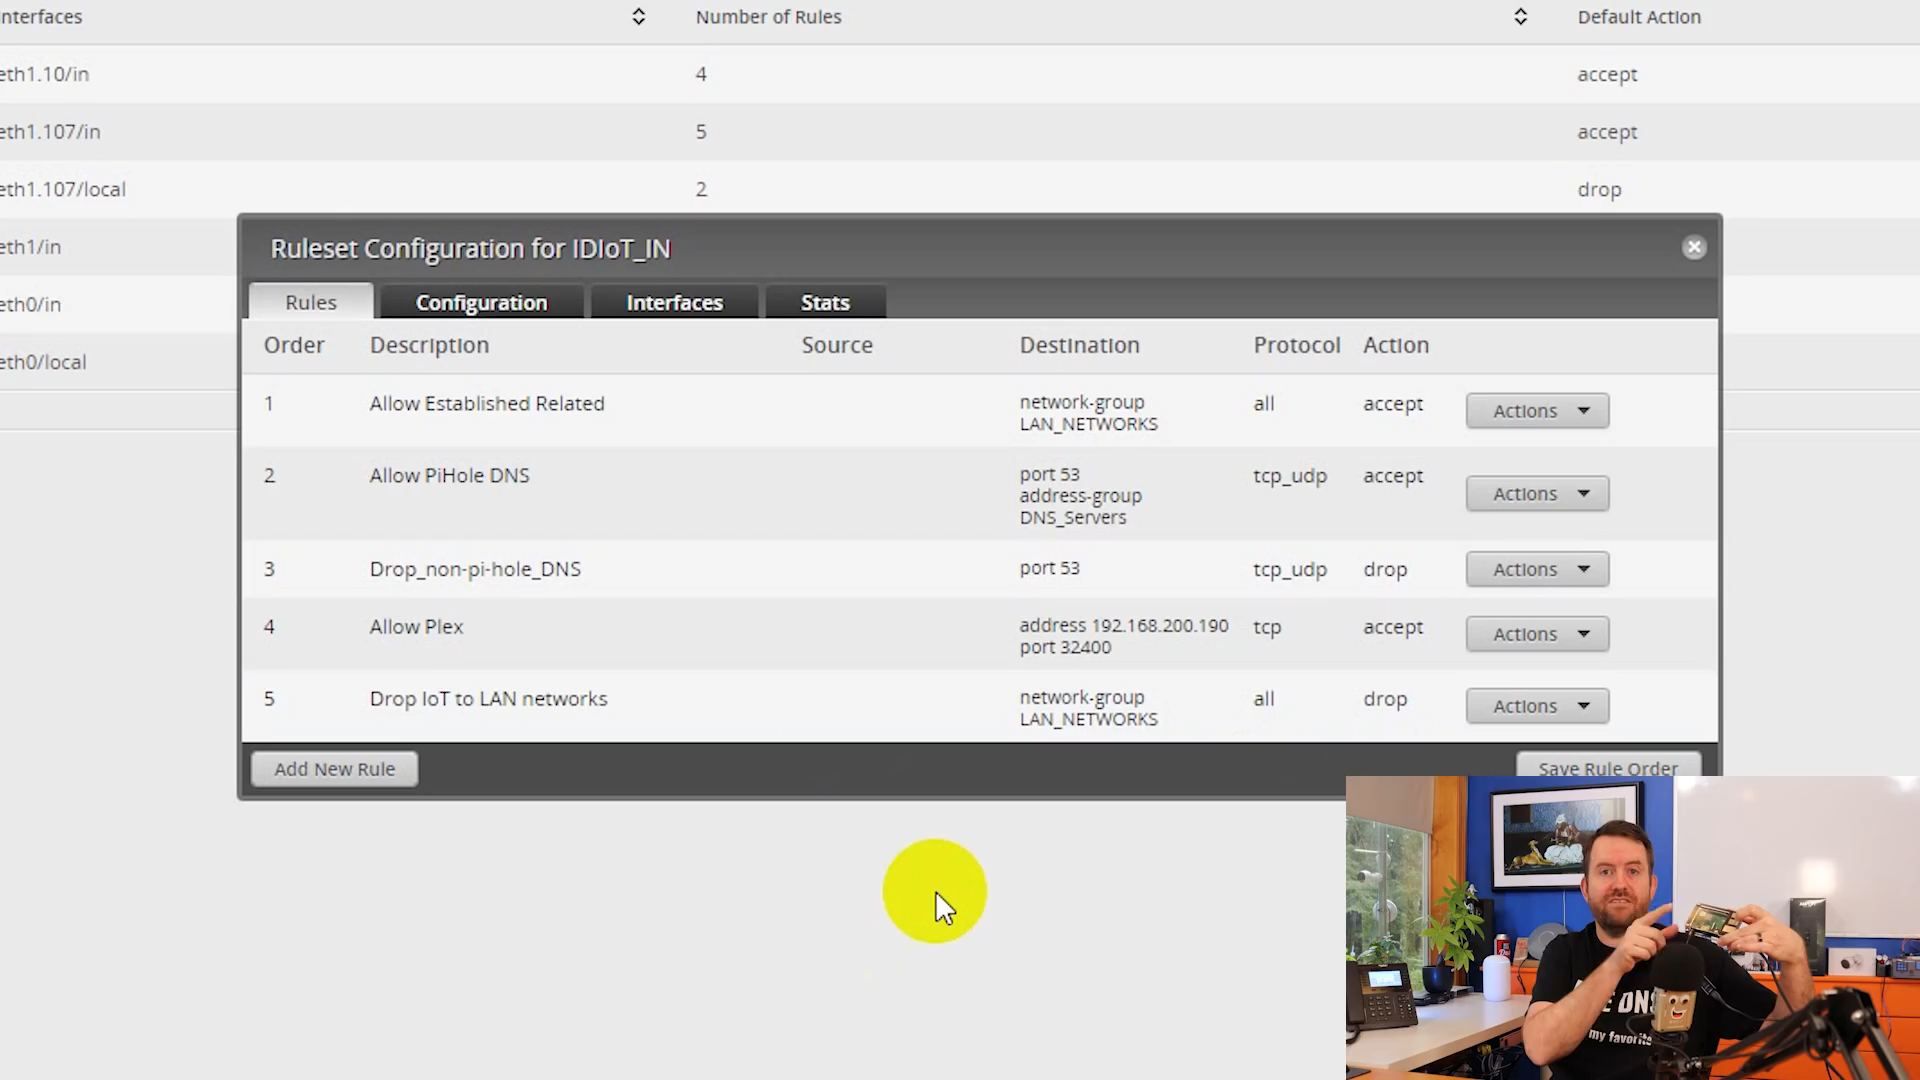 Interfaces Number of Rules Default Action
eth1.10/in 4 accept
eth1.107/in 5 accept
eth1.107/local 2 drop
eth1/in
eth0/in
eth0/local
Ruleset Configuration for IDIoT_IN
Rules Configuration Interfaces Stats
Order Description Source Destination Protocol Action
1 Allow Established Related network-group LAN_NETWORKS all accept Actions
2 Allow PiHole DNS port 53 address-group DNS_Servers tcp_udp accept Actions
3 Drop_non-pi-hole_DNS port 53 tcp_udp drop Actions
4 Allow Plex address 192.168.200.190 port 32400 tcp accept Actions
5 Drop IoT to LAN networks network-group LAN_NETWORKS all drop Actions
Add New Rule Save Rule Order
DNS
my favorite